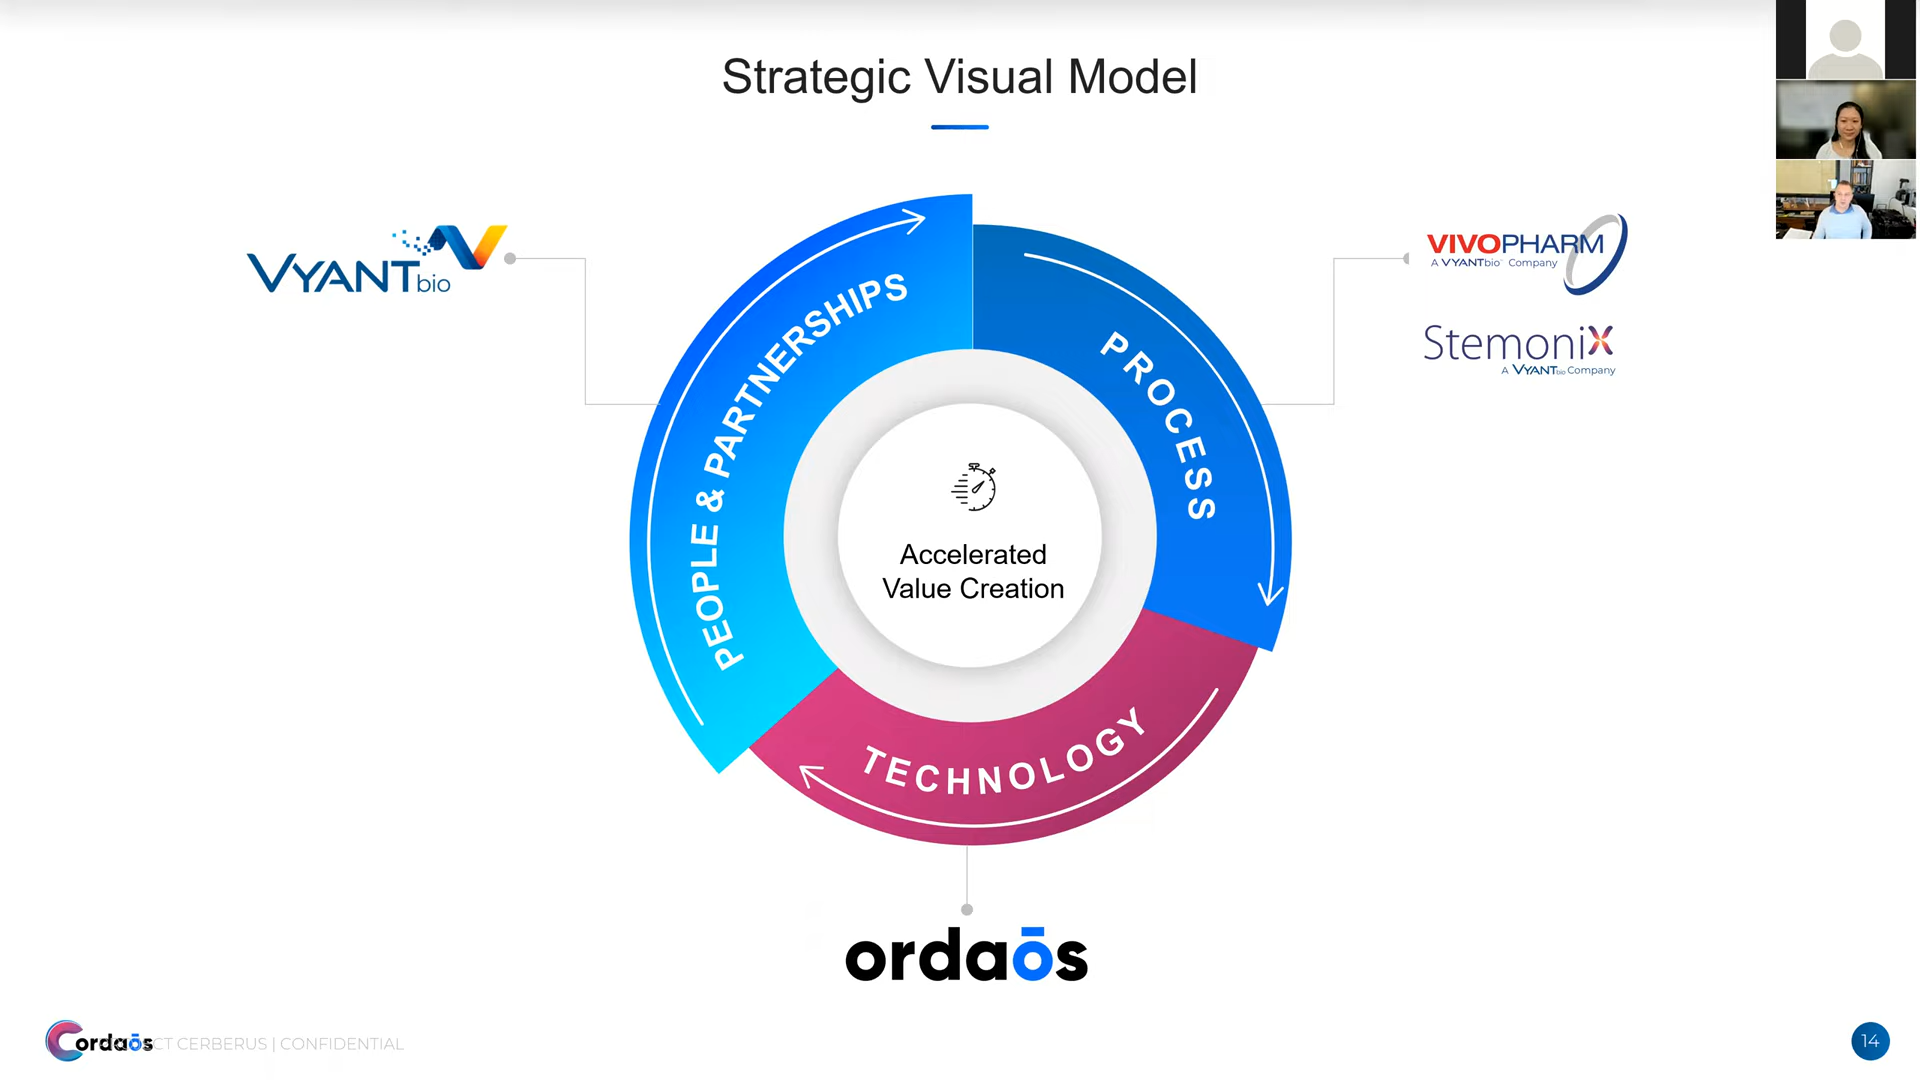 Strategic Visual Model
VYANTbio
VIVOPHARM
A VYANTbio Company
StemoniX
A VYANTbio Company
PEOPLE & PARTNERSHIPS
PROCESS
TECHNOLOGY
Accelerated
Value Creation
ordaōs
Cordaōs CT CERBERUS | CONFIDENTIAL
14